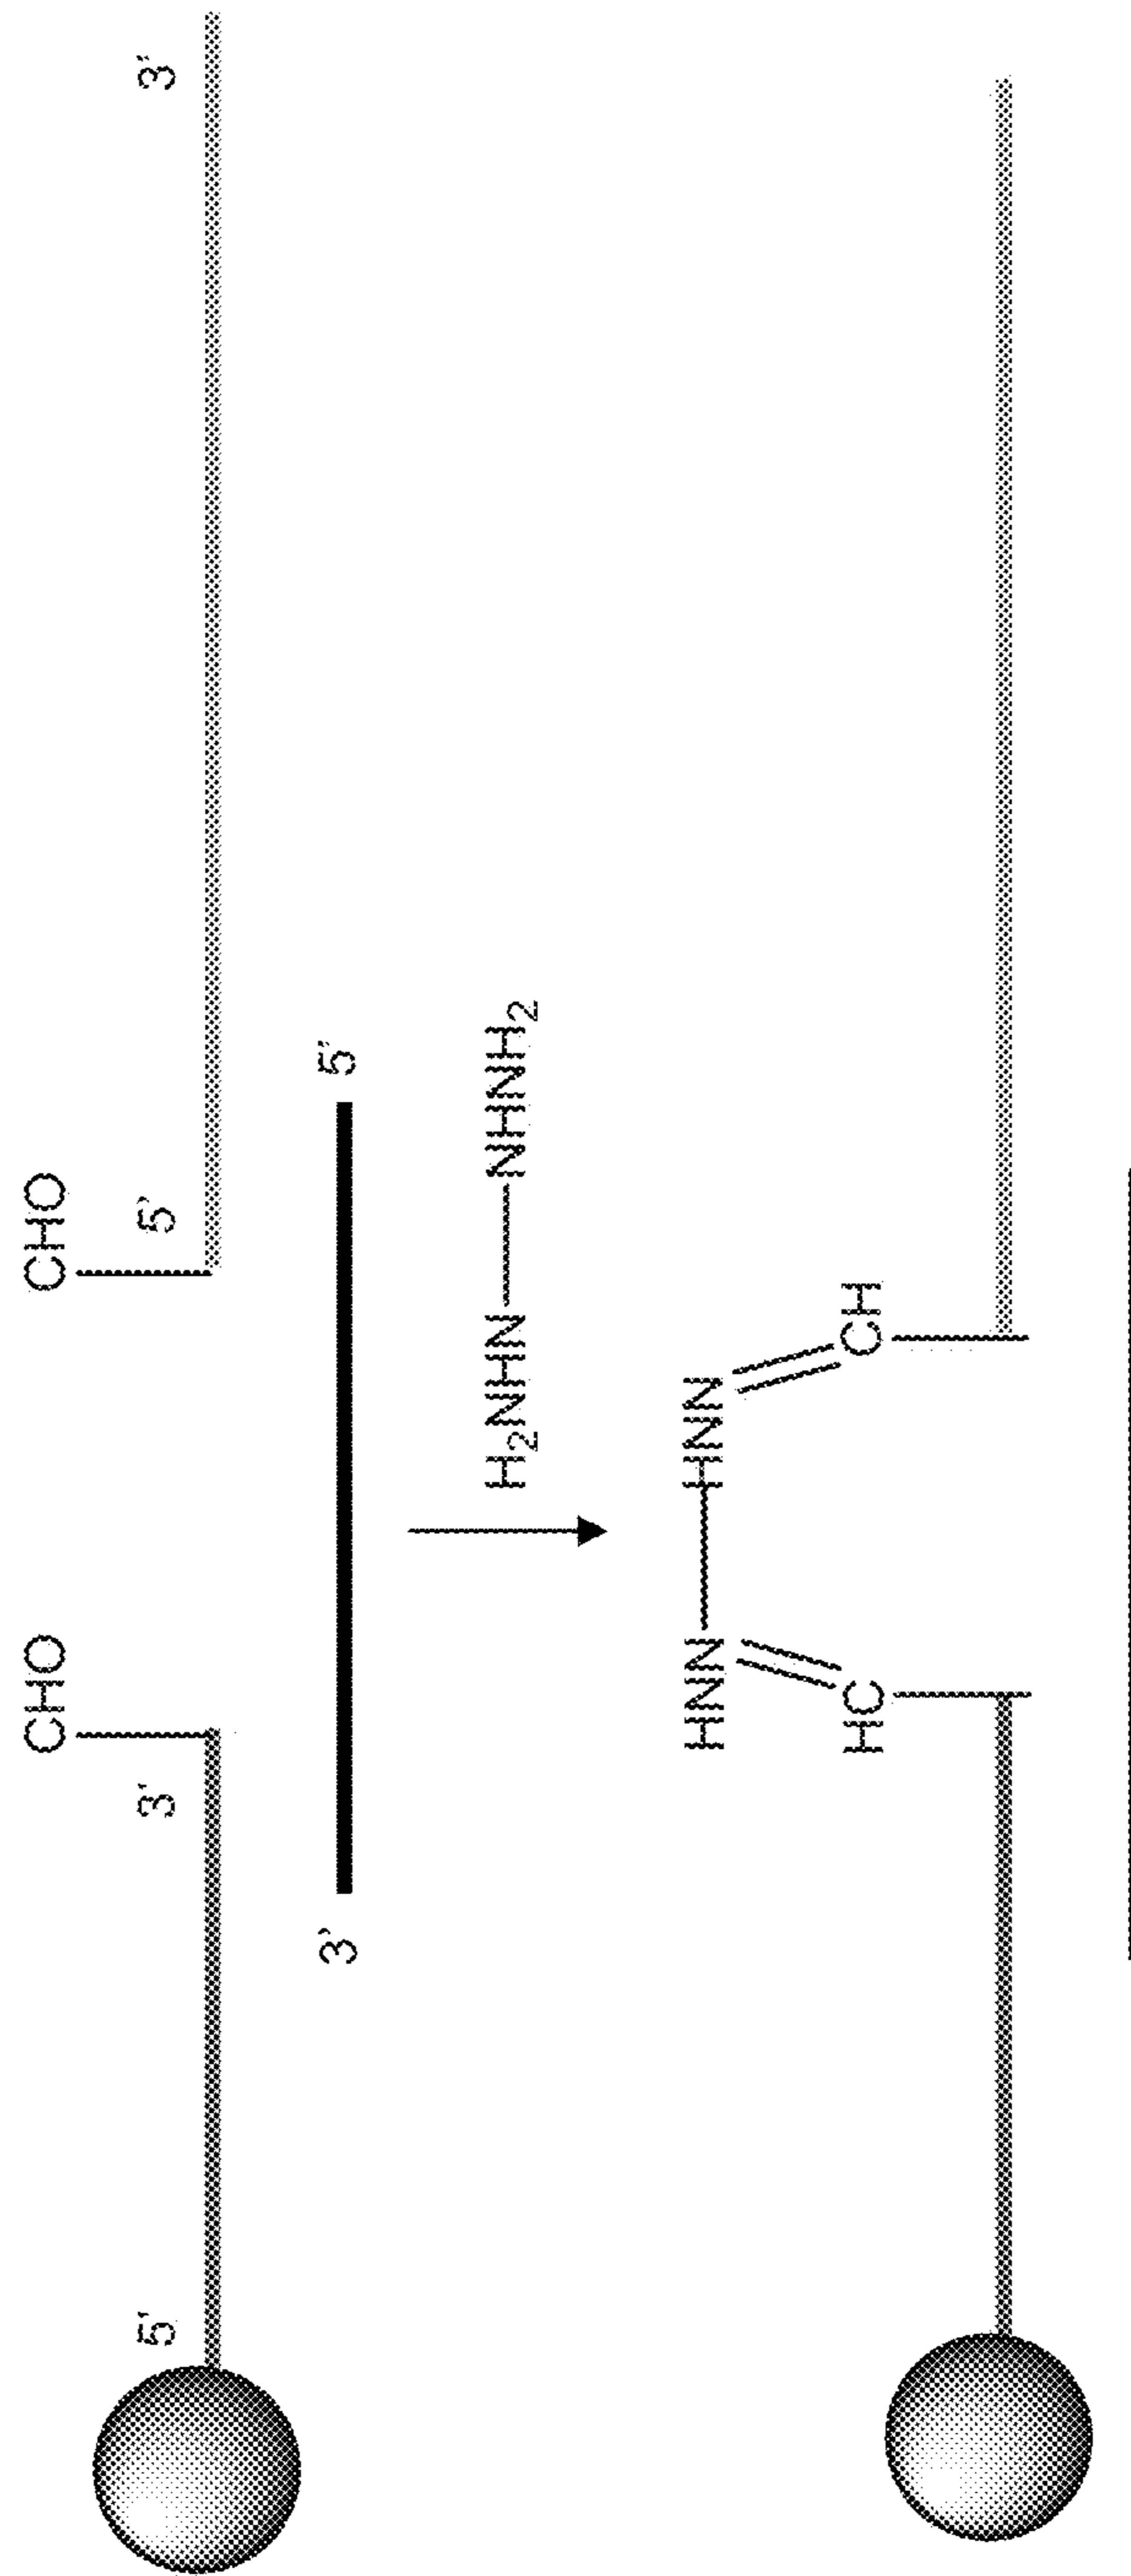 CHO CHO
5' 3' 5' 3'
3' 5'
H₂NHN—NHNH₂
HNN—HNN
HC CH